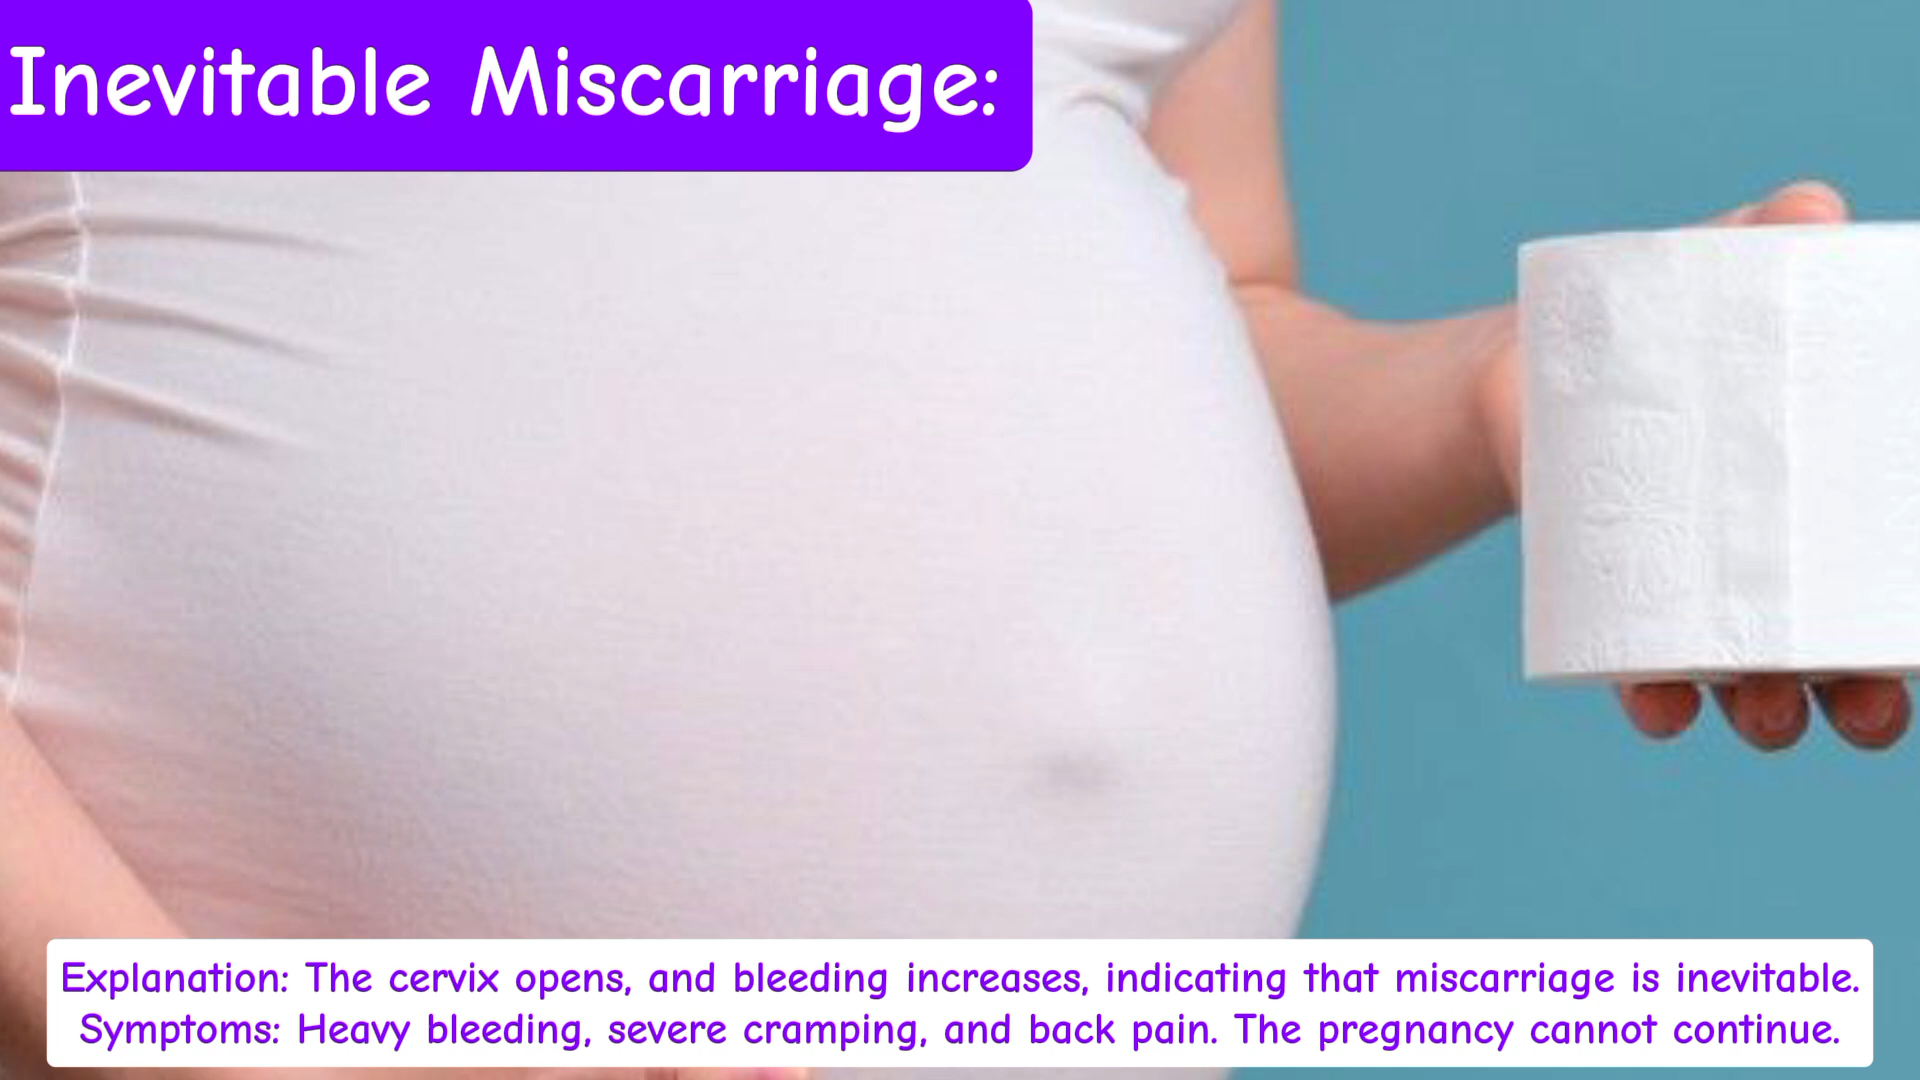 Inevitable Miscarriage:
Explanation: The cervix opens, and bleeding increases, indicating that miscarriage is inevitable.
Symptoms: Heavy bleeding, severe cramping, and back pain. The pregnancy cannot continue.